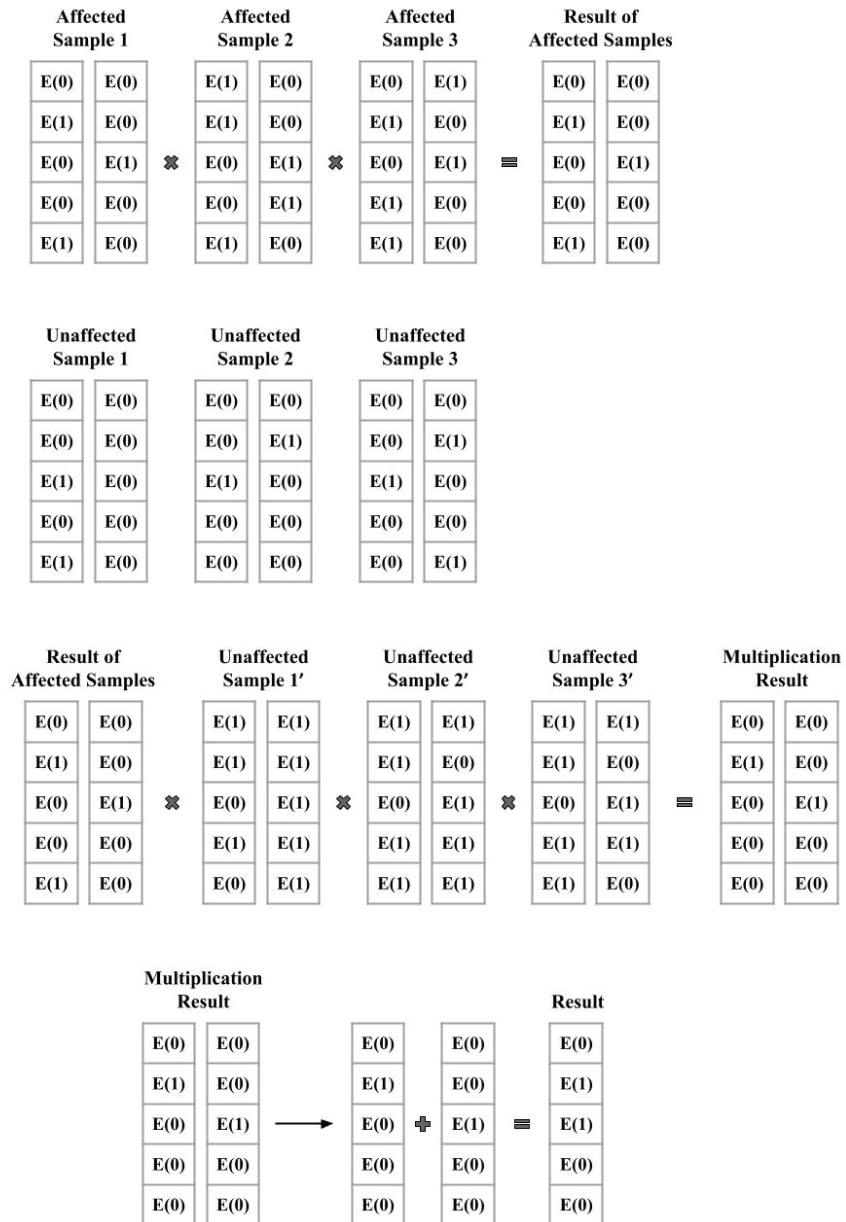 Affected Sample 1 Affected Sample 2 Affected Sample 3 Result of Affected Samples
E(0) E(0) E(1) E(0) E(0) E(1) E(0) E(0)
E(1) E(0) E(1) E(0) E(1) E(0) E(1) E(0)
E(0) E(1) × E(0) E(1) × E(0) E(1) = E(0) E(1)
E(0) E(0) E(0) E(1) E(1) E(0) E(0) E(0)
E(1) E(0) E(1) E(0) E(1) E(0) E(1) E(0)
Unaffected Sample 1 Unaffected Sample 2 Unaffected Sample 3
E(0) E(0) E(0) E(0) E(0) E(0)
E(0) E(0) E(0) E(1) E(0) E(1)
E(1) E(0) E(1) E(0) E(1) E(0)
E(0) E(0) E(0) E(0) E(0) E(0)
E(1) E(0) E(0) E(0) E(0) E(1)
Result of Affected Samples Unaffected Sample 1′ Unaffected Sample 2′ Unaffected Sample 3′ Multiplication Result
E(0) E(0) E(1) E(1) E(1) E(1) E(1) E(1) E(0) E(0)
E(1) E(0) E(1) E(1) E(1) E(0) E(1) E(0) E(1) E(0)
E(0) E(1) × E(0) E(1) × E(0) E(1) × E(0) E(1) = E(0) E(1)
E(0) E(0) E(1) E(1) E(1) E(1) E(1) E(1) E(0) E(0)
E(1) E(0) E(0) E(1) E(1) E(1) E(1) E(0) E(0) E(0)
Multiplication Result Result
E(0) E(0) E(0) E(0) E(0)
E(1) E(0) E(1) E(0) E(1)
E(0) E(1) → E(0) + E(1) = E(1)
E(0) E(0) E(0) E(0) E(0)
E(0) E(0) E(0) E(0) E(0)